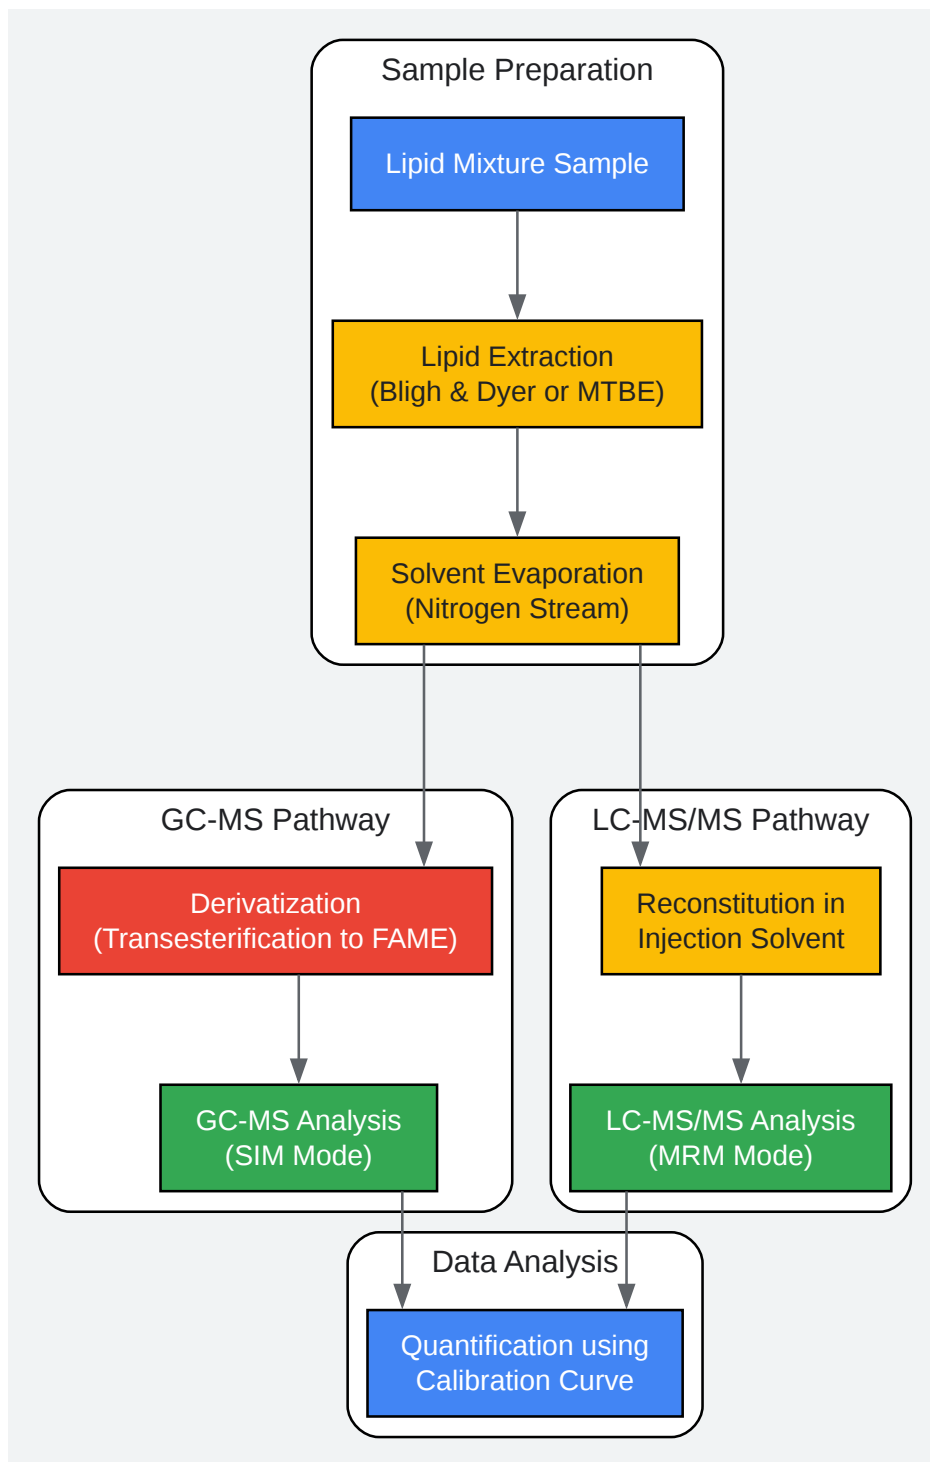 Sample Preparation
Lipid Mixture Sample
Lipid Extraction
(Bligh & Dyer or MTBE)
Solvent Evaporation
(Nitrogen Stream)
GC-MS Pathway
Derivatization
(Transesterification to FAME)
GC-MS Analysis
(SIM Mode)
LC-MS/MS Pathway
Reconstitution in
Injection Solvent
LC-MS/MS Analysis
(MRM Mode)
Data Analysis
Quantification using
Calibration Curve